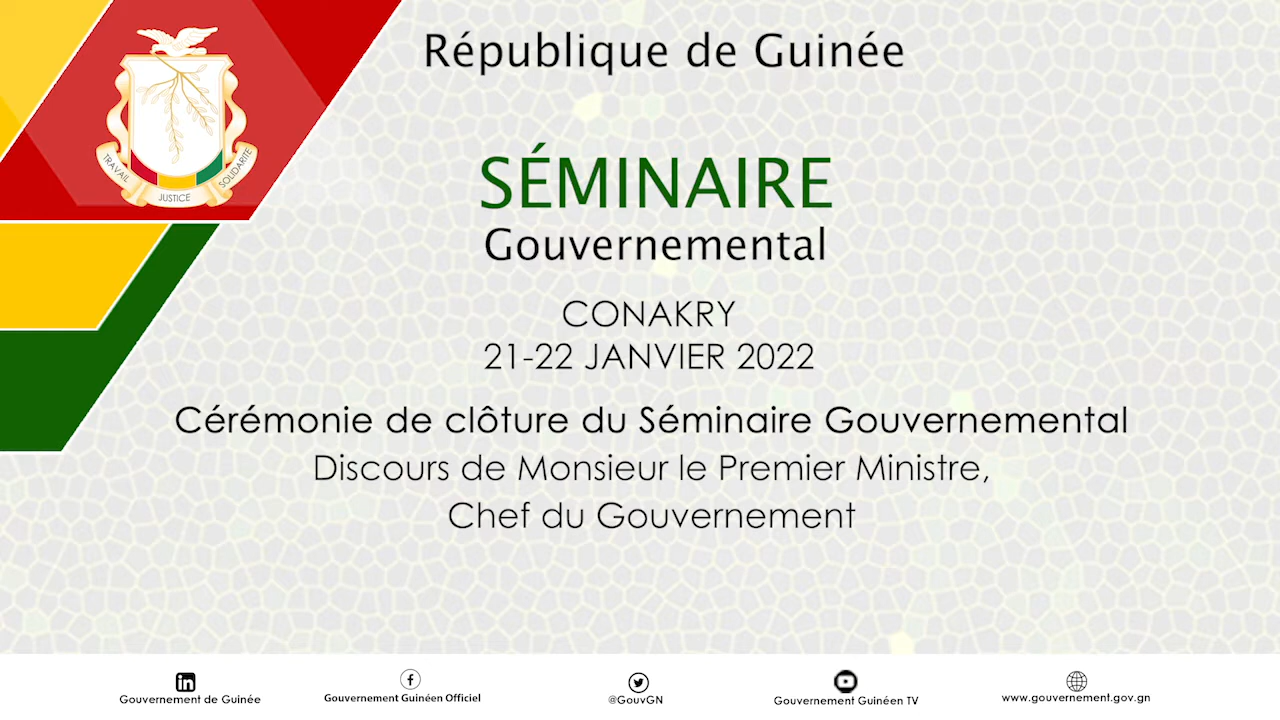 République de Guinée
TRAVAIL
JUSTICE
SOLIDARITÉ
SÉMINAIRE
Gouvernemental
CONAKRY
21-22 JANVIER 2022
Cérémonie de clôture du Séminaire Gouvernemental
Discours de Monsieur le Premier Ministre,
Chef du Gouvernement
Gouvernement de Guinée
Gouvernement Guinéen Officiel
@GouvGN
Gouvernement Guinéen TV
www.gouvernement.gov.gn